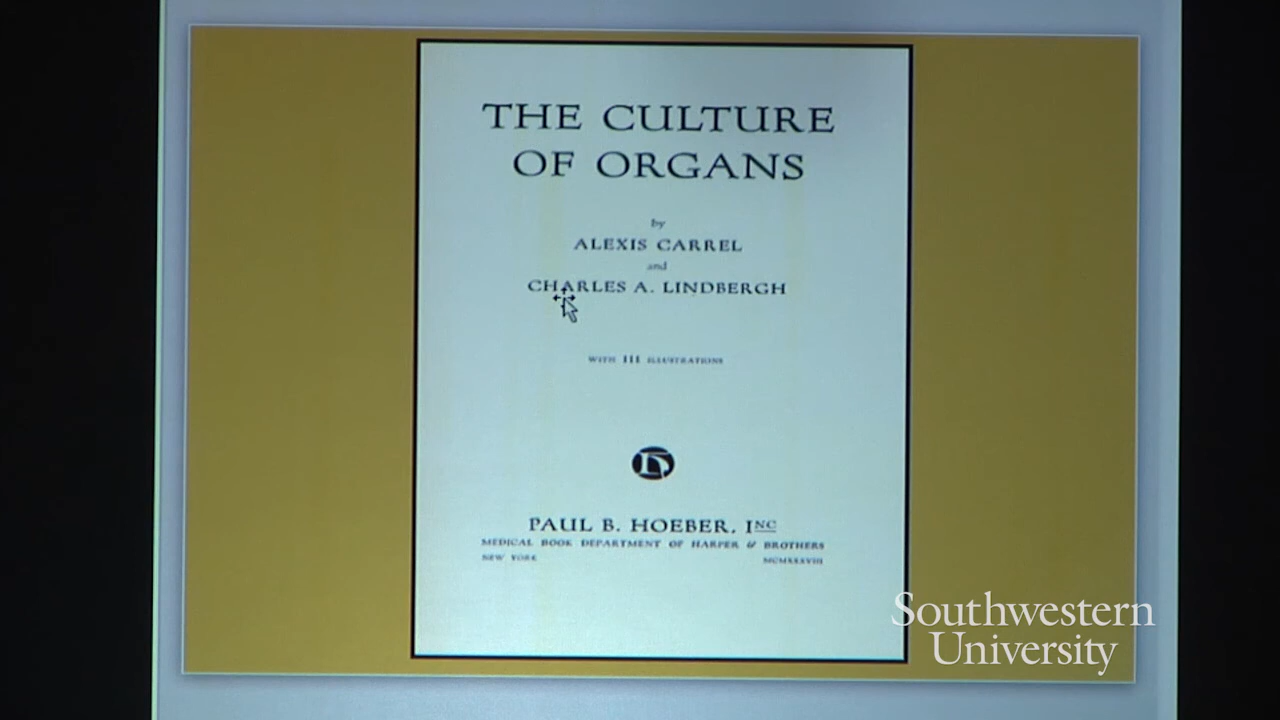 THE CULTURE
OF ORGANS
by
ALEXIS CARREL
and
CHARLES A. LINDBERGH
WITH 111 ILLUSTRATIONS
PAUL B. HOEBER, INC
MEDICAL BOOK DEPARTMENT OF HARPER & BROTHERS
NEW YORK MCMXXXVIII
Southwestern
University